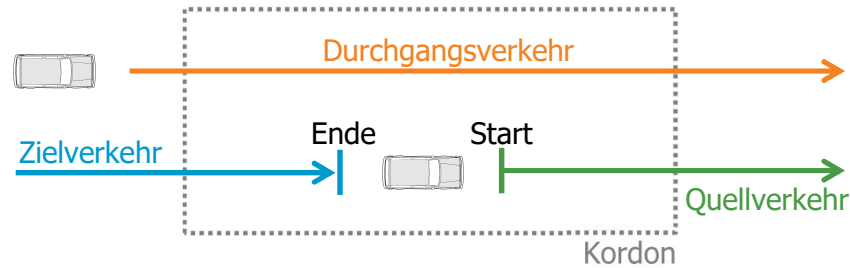 Durchgangsverkehr
Ende
Start
Zielverkehr
Quellverkehr
Kordon